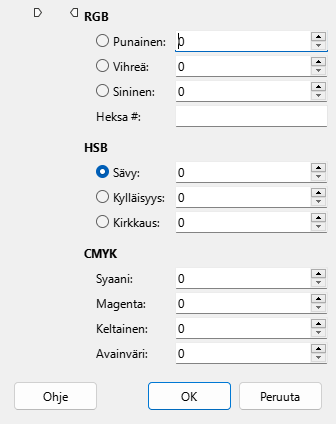 RGB
Punainen: 0
Vihreä: 0
Sininen: 0
Heksa #:
HSB
Sävy: 0
Kylläisyys: 0
Kirkkaus: 0
CMYK
Syaani: 0
Magenta: 0
Keltainen: 0
Avainväri: 0
Ohje OK Peruuta